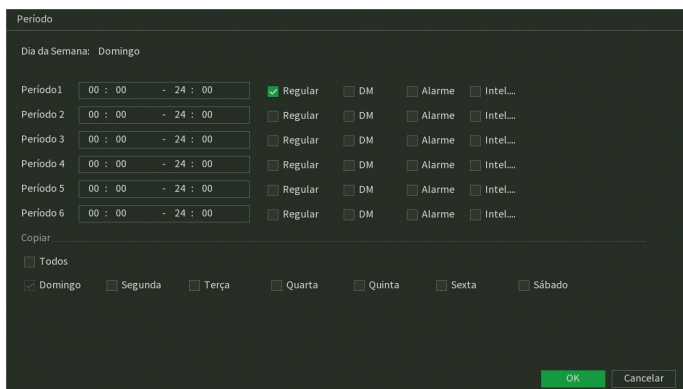 Período
Dia da Semana: Domingo
Período1 00 : 00 - 24 : 00 Regular DM Alarme Intel....
Período 2 00 : 00 - 24 : 00 Regular DM Alarme Intel....
Período 3 00 : 00 - 24 : 00 Regular DM Alarme Intel....
Período 4 00 : 00 - 24 : 00 Regular DM Alarme Intel....
Período 5 00 : 00 - 24 : 00 Regular DM Alarme Intel....
Período 6 00 : 00 - 24 : 00 Regular DM Alarme Intel....
Copiar
Todos
Domingo Segunda Terça Quarta Quinta Sexta Sábado
OK Cancelar